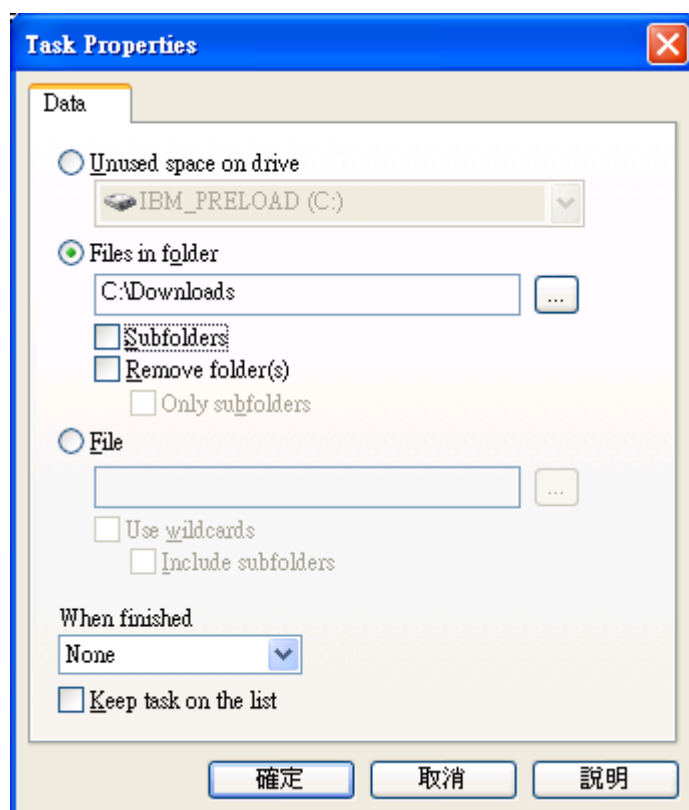 Task Properties
Data
Unused space on drive
IBM_PRELOAD (C:)
Files in folder
C:\Downloads
...
Subfolders
Remove folder(s)
Only subfolders
File
...
Use wildcards
Include subfolders
When finished
None
Keep task on the list
確定 取消 說明